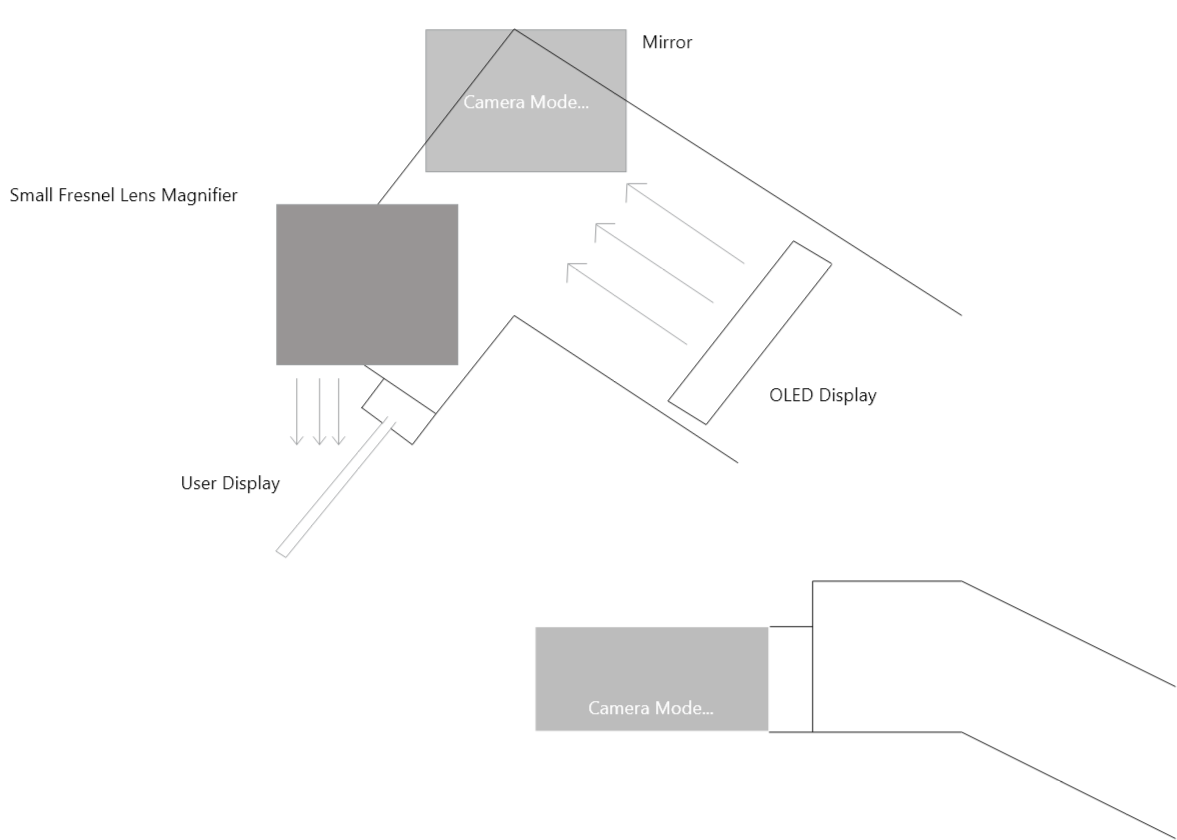 Mirror
Camera Mode...
Small Fresnel Lens Magnifier
OLED Display
User Display
Camera Mode...